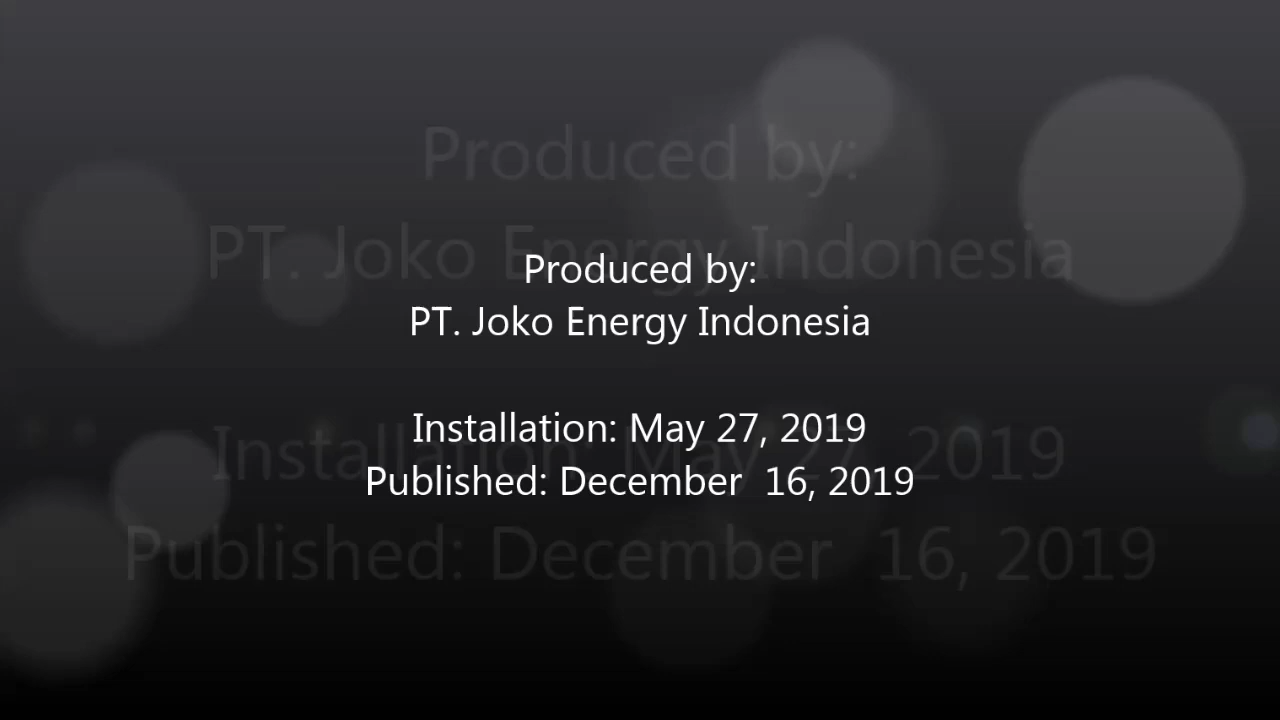 Produced by:
PT. Joko Energy Indonesia
Installation: May 27, 2019
Published: December  16, 2019